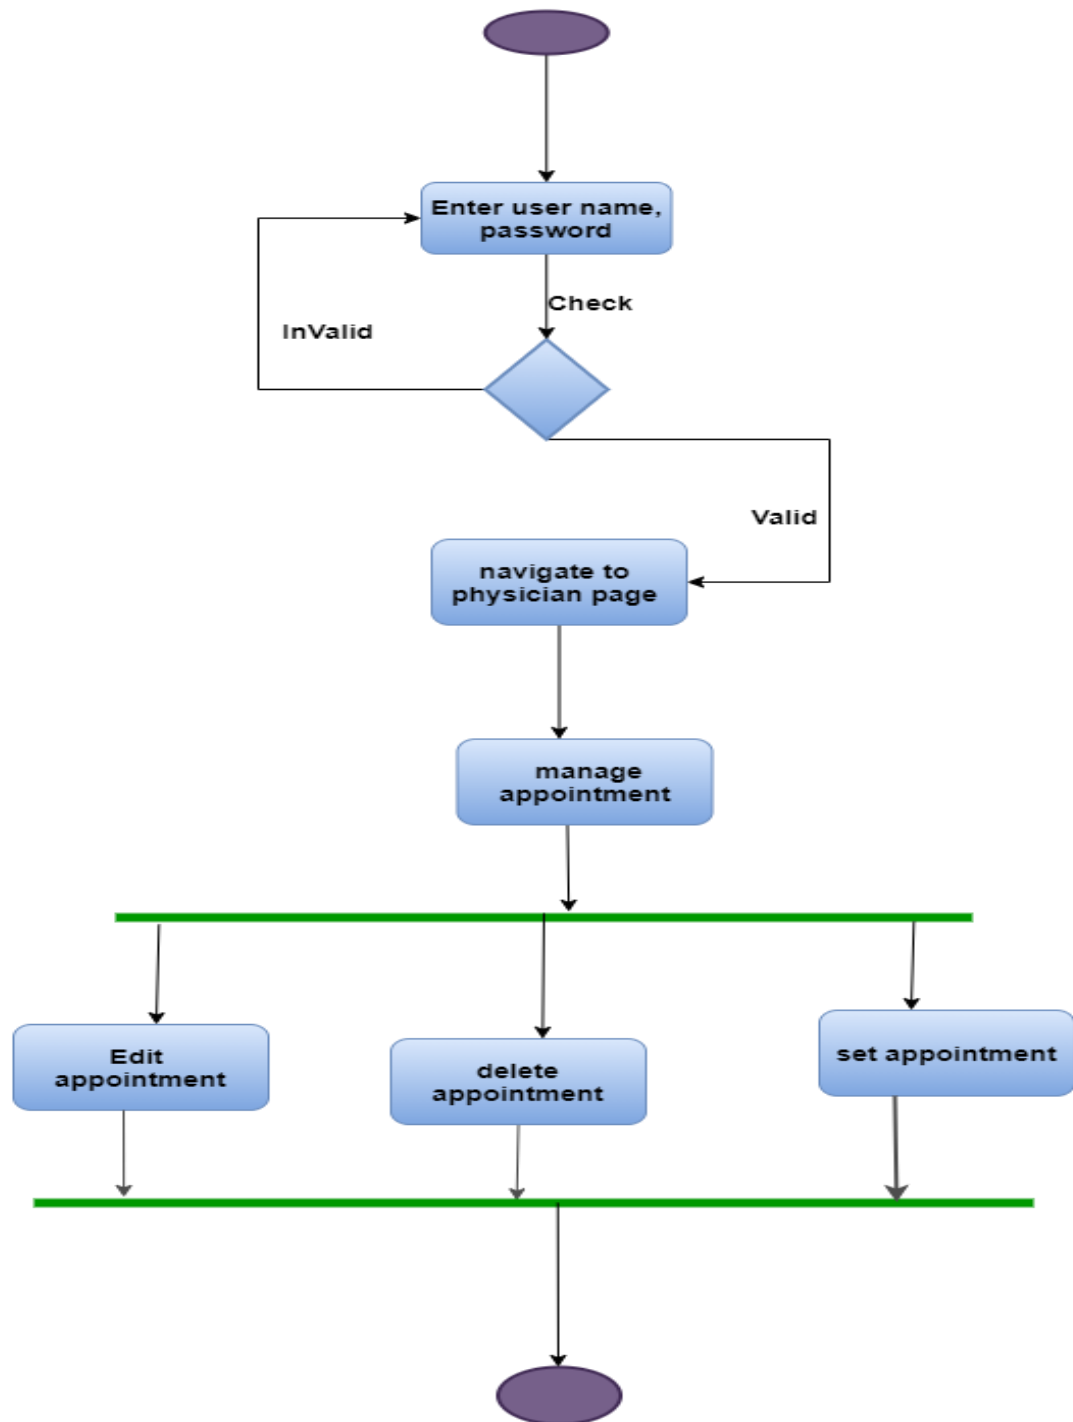 Enter user name,
password
Check
InValid
Valid
navigate to
physician page
manage
appointment
Edit
appointment
delete
appointment
set appointment